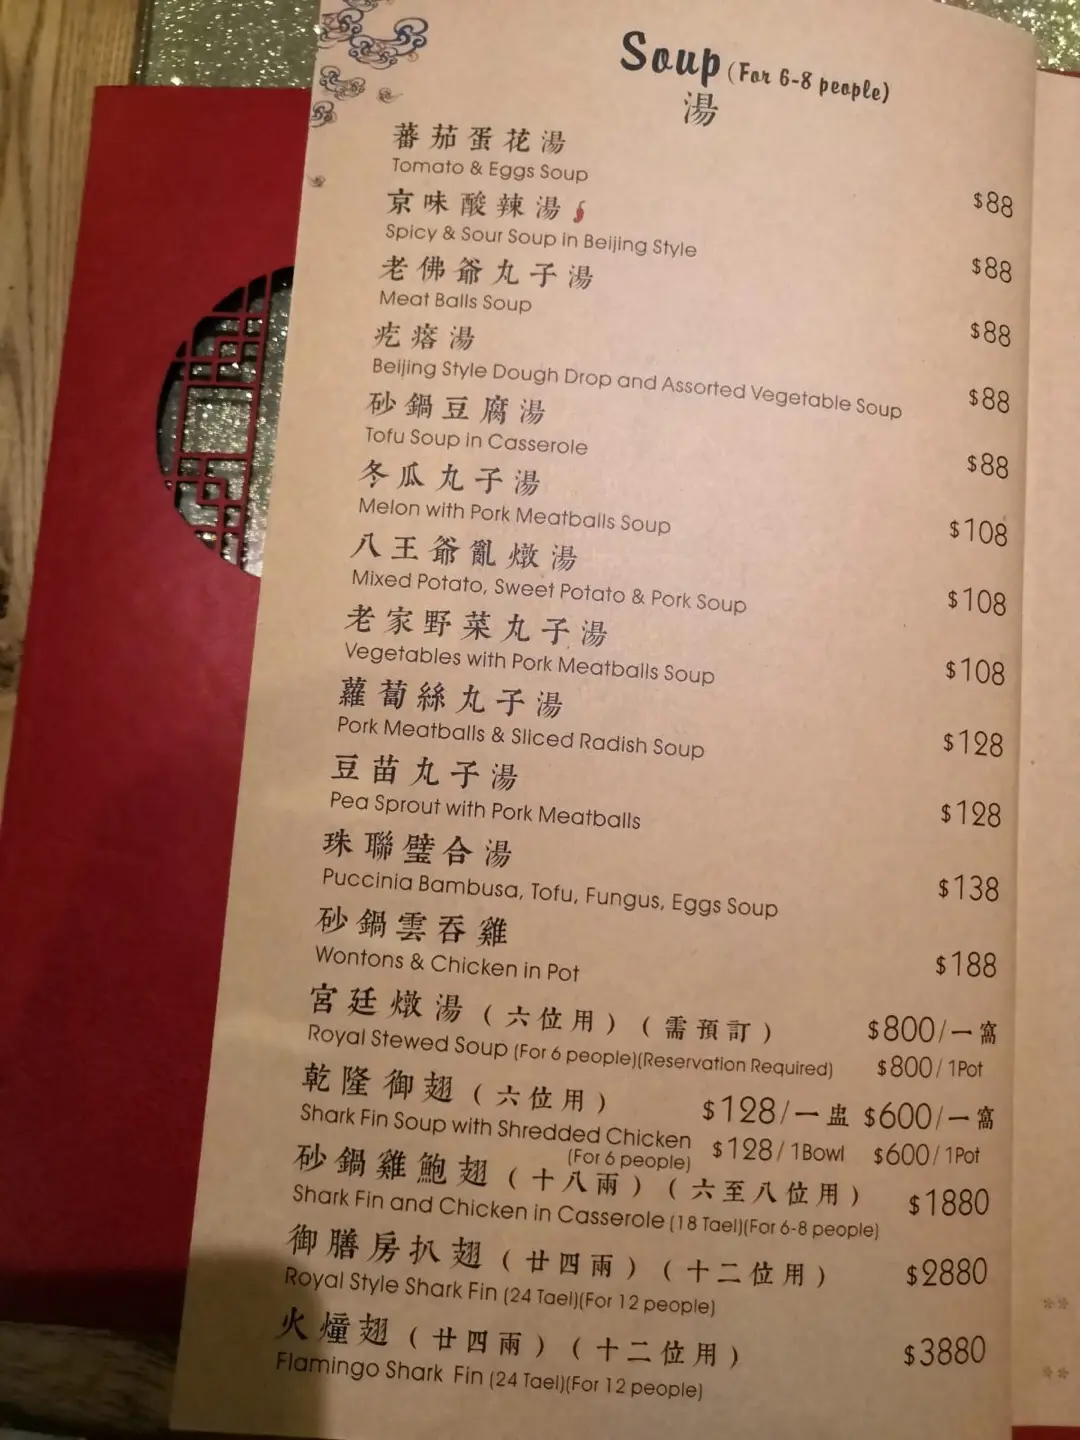 Soup (For 6-8 people)
湯
蕃茄蛋花湯
Tomato & Eggs Soup
$88
京味酸辣湯
Spicy & Sour Soup in Beijing Style
$88
老佛爺丸子湯
Meat Balls Soup
$88
疙瘩湯
Beijing Style Dough Drop and Assorted Vegetable Soup
$88
砂鍋豆腐湯
Tofu Soup in Casserole
$88
冬瓜丸子湯
Melon with Pork Meatballs Soup
$108
八王爺亂燉湯
Mixed Potato, Sweet Potato & Pork Soup
$108
老家野菜丸子湯
Vegetables with Pork Meatballs Soup
$108
蘿蔔絲丸子湯
Pork Meatballs & Sliced Radish Soup
$128
豆苗丸子湯
Pea Sprout with Pork Meatballs
$128
珠聯璧合湯
Puccinia Bambusa, Tofu, Fungus, Eggs Soup
$138
砂鍋雲吞雞
Wontons & Chicken in Pot
$188
宮廷燉湯（六位用）（需預訂） $800/一窩
Royal Stewed Soup (For 6 people)(Reservation Required) $800/1Pot
乾隆御翅（六位用） $128/一盅 $600/一窩
Shark Fin Soup with Shredded Chicken $128/1Bowl $600/1Pot
(For 6 people)
砂鍋雞鮑翅（十八兩）（六至八位用） $1880
Shark Fin and Chicken in Casserole (18 Tael)(For 6-8 people)
御膳房扒翅（廿四兩）（十二位用） $2880
Royal Style Shark Fin (24 Tael)(For 12 people)
火燑翅（廿四兩）（十二位用） $3880
Flamingo Shark Fin (24 Tael)(For 12 people)